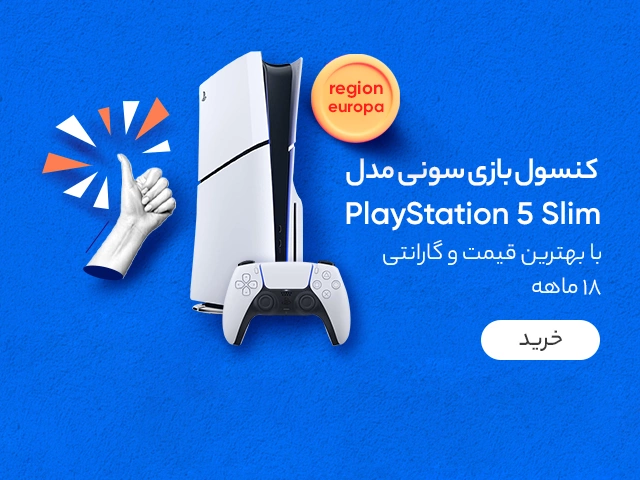 region
europa
کنسول بازی سونی مدل
PlayStation 5 Slim
با بهترین قیمت و گارانتی
۱۸ ماهه
خرید